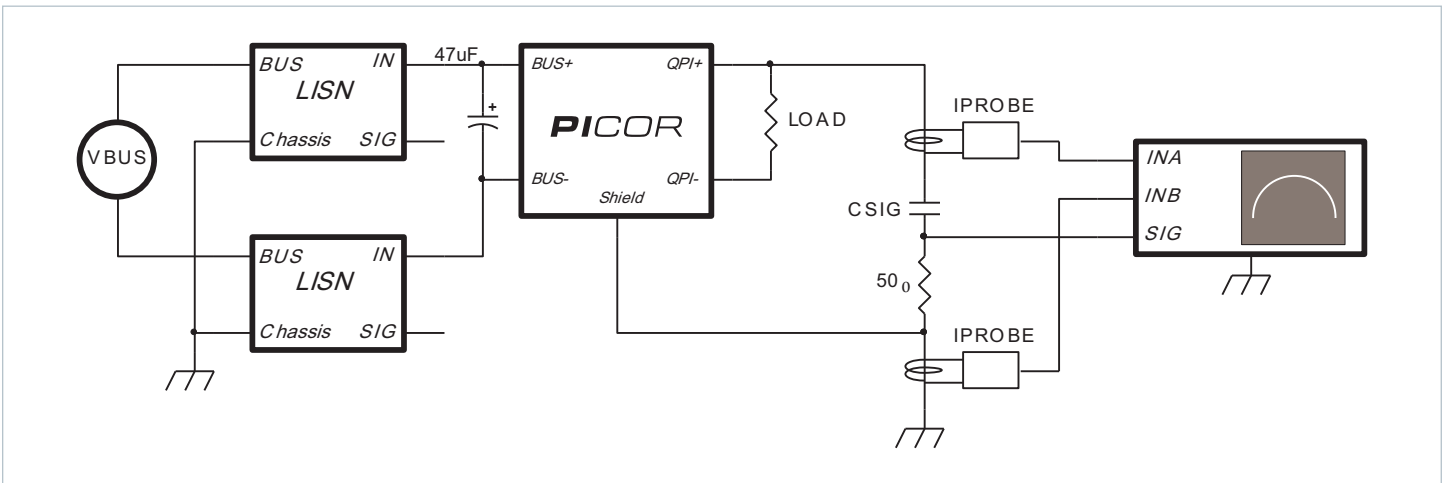 VBUS
BUS IN
LISN
Chassis SIG
BUS IN
LISN
Chassis SIG
47uF
+
BUS+ QPI+
PICOR
BUS- QPI-
Shield
LOAD
IPROBE
CSIG
50 0
IPROBE
INA
INB
SIG